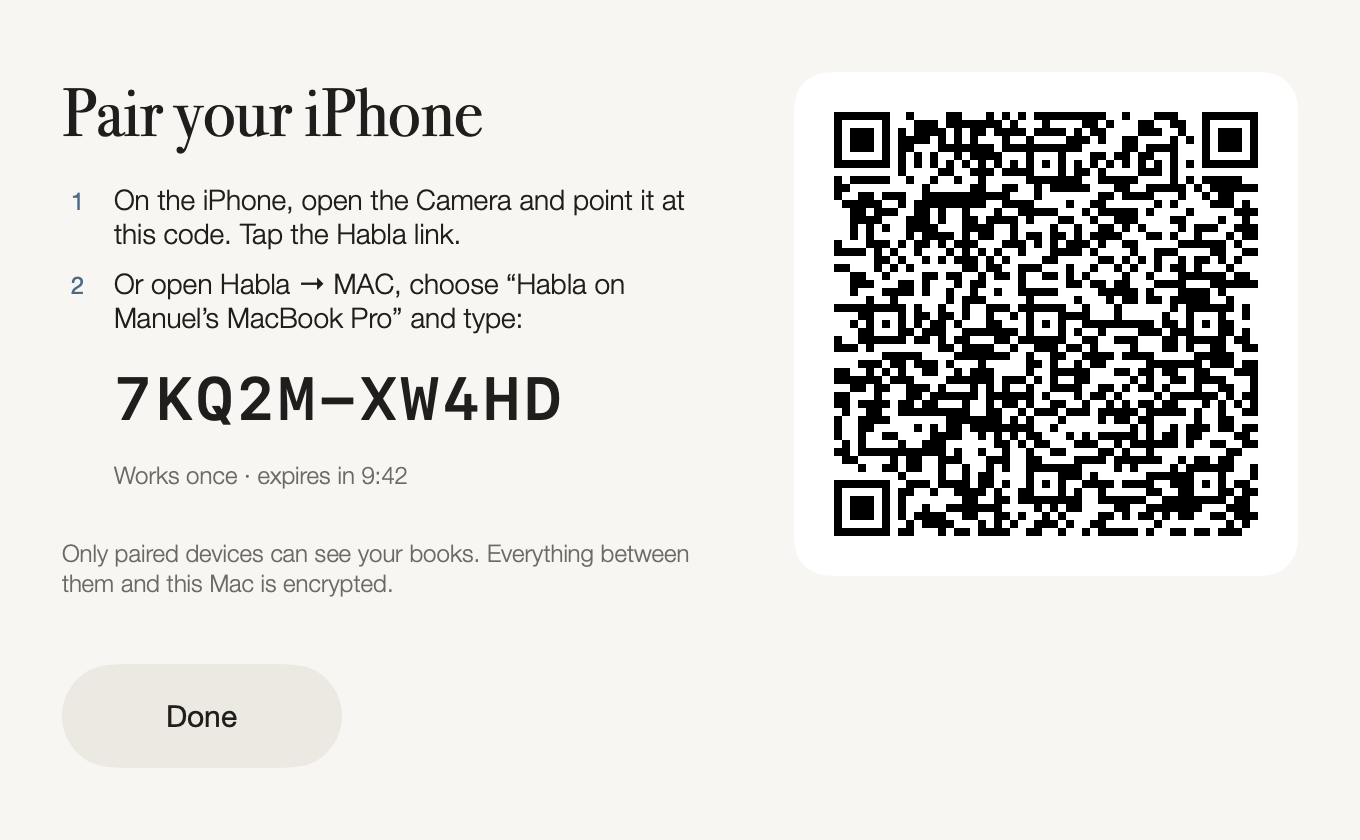 Pair your iPhone
1 On the iPhone, open the Camera and point it at
this code. Tap the Habla link.
2 Or open Habla → MAC, choose “Habla on
Manuel’s MacBook Pro” and type:
7KQ2M–XW4HD
Works once · expires in 9:42
Only paired devices can see your books. Everything between
them and this Mac is encrypted.
Done